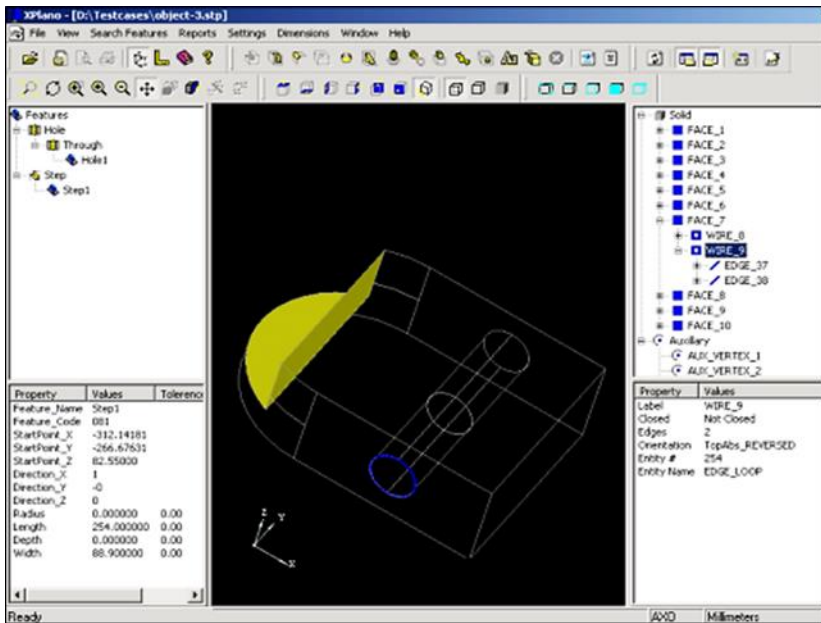 XPlano - [D:\Testcases\object-3.stp]
File View Search Features Reports Settings Dimensions Window Help
Features
Hole
Through
Hole1
Step
Step1
Property Values Toleranc
Feature_Name Step1
Feature_Code 081
StartPoint_X -312.14181
StartPoint_Y -266.67631
StartPoint_Z 82.55000
Direction_X 1
Direction_Y -0
Direction_Z 0
Radius 0.000000 0.00
Length 254.000000 0.00
Depth 0.000000 0.00
Width 88.900000 0.00
Z
Y
X
Solid
FACE_1
FACE_2
FACE_3
FACE_4
FACE_5
FACE_6
FACE_7
WIRE_8
WIRE_9
EDGE_37
EDGE_38
FACE_8
FACE_9
FACE_10
Auxiliary
AUX_VERTEX_1
AUX_VERTEX_2
Property Values
Label WIRE_9
Closed Not Closed
Edges 2
Orientation TopAbs_REVERSED
Entity # 254
Entity Name EDGE_LOOP
Ready AXO Millimeters